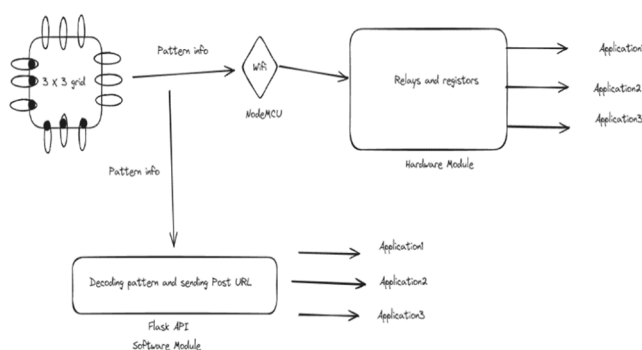 Pattern info
3 x 3 grid
Wifi
NodeMCU
Relays and registors
Application1
Application2
Application3
Hardware Module
Pattern info
Decoding pattern and sending Post URL
Application1
Application2
Application3
Flask API
Software Module